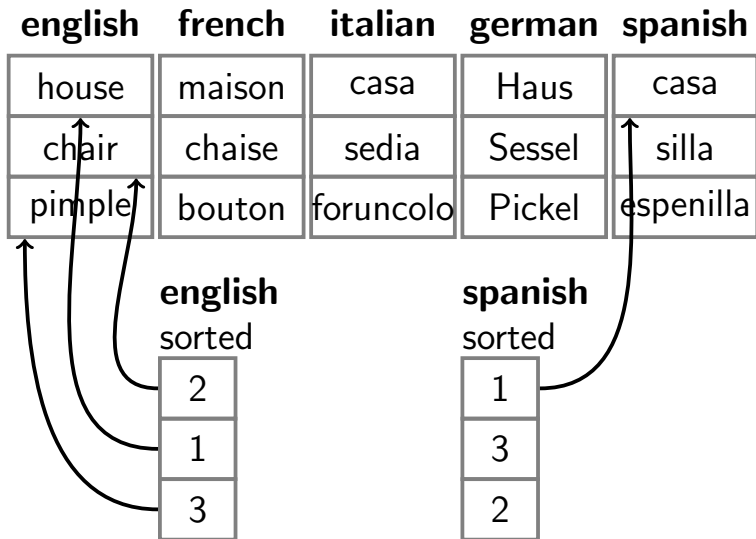 english french italian german spanish
house maison casa Haus casa
chair chaise sedia Sessel silla
pimple bouton foruncolo Pickel espenilla
english spanish
sorted sorted
2 1
1 3
3 2